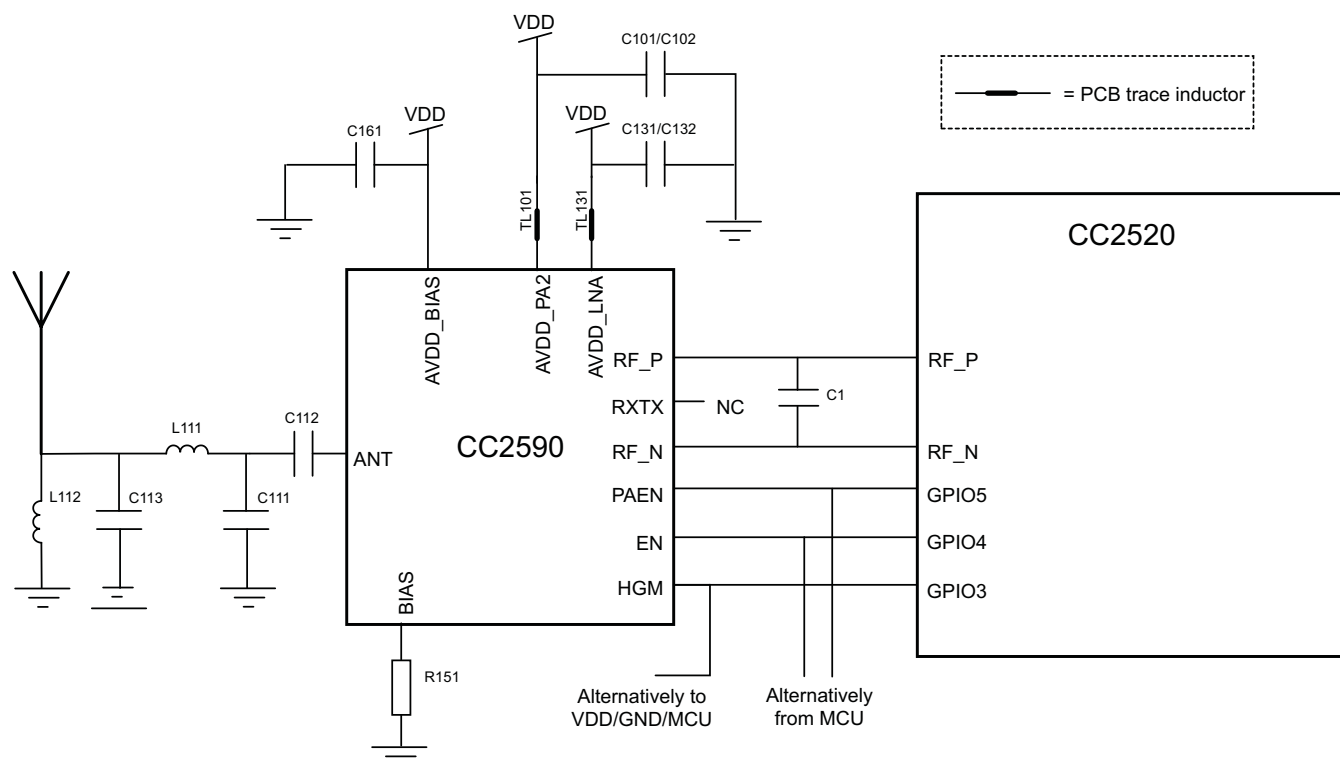 VDD
C101/C102
= PCB trace inductor
VDD
VDD
C131/C132
C161
TL101
TL131
CC2520
AVDD_BIAS
AVDD_PA2
AVDD_LNA
RF_P
RF_P
C1
RXTX
NC
C112
L111
CC2590
ANT
RF_N
RF_N
L112
C113
C111
PAEN
GPIO5
EN
GPIO4
HGM
GPIO3
BIAS
R151
Alternatively to
VDD/GND/MCU
Alternatively
from MCU